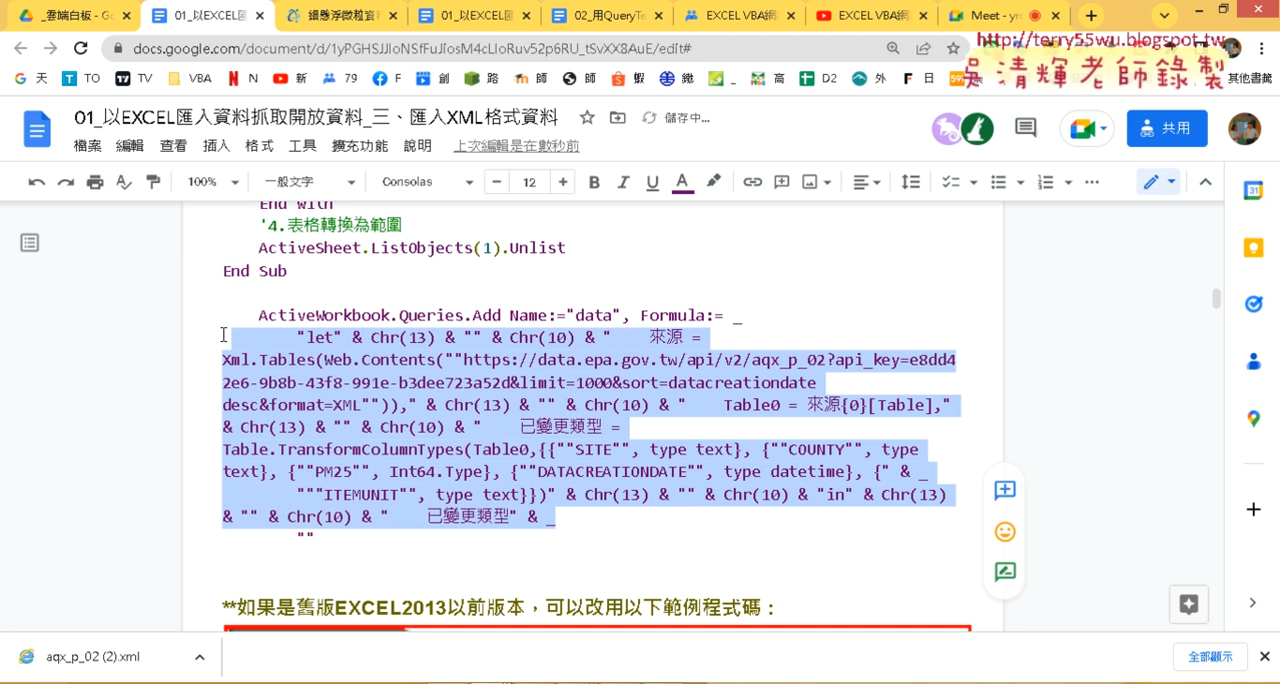 _雲端白板 - G
01_以EXCEL匯
細懸浮微粒資
01_以EXCEL匯
02_用QueryTa
EXCEL VBA網
EXCEL VBA網
Meet - yr
docs.google.com/document/d/1yPGHSJJIoNSfFuJiosM4cLIoRuv52p6RU_tSvXX8AuE/edit#
http://terry55wu.blogspot.tw
吳清輝老師錄製
天 TO TV VBA N 新 79 F 創 路 師 師 蝦 繳 _ 高 D2 外 日 其他書籤
01_以EXCEL匯入資料抓取開放資料_三、匯入XML格式資料
儲存中...
共用
檔案 編輯 查看 插入 格式 工具 擴充功能 說明 上次編輯是在數秒前
100% 一般文字 Consolas 12 B I U A
End With
'4.表格轉換為範圍
ActiveSheet.ListObjects(1).Unlist
End Sub
ActiveWorkbook.Queries.Add Name:="data", Formula:= _
"let" & Chr(13) & "" & Chr(10) & "    來源 =
Xml.Tables(Web.Contents(""https://data.epa.gov.tw/api/v2/aqx_p_02?api_key=e8dd4
2e6-9b8b-43f8-991e-b3dee723a52d&limit=1000&sort=datacreationdate
desc&format=XML""))," & Chr(13) & "" & Chr(10) & "    Table0 = 來源{0}[Table],"
& Chr(13) & "" & Chr(10) & "    已變更類型 =
Table.TransformColumnTypes(Table0,{{""SITE"", type text}, {""COUNTY"", type
text}, {""PM25"", Int64.Type}, {""DATACREATIONDATE"", type datetime}, {" & _
"""ITEMUNIT"", type text}})" & Chr(13) & "" & Chr(10) & "in" & Chr(13)
& "" & Chr(10) & "    已變更類型" & _
""
**如果是舊版EXCEL2013以前版本，可以改用以下範例程式碼：
aqx_p_02 (2).xml
全部顯示